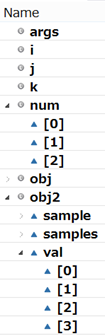 Name
args
i
j
k
num
[0]
[1]
[2]
obj
obj2
sample
samples
val
[0]
[1]
[2]
[3]